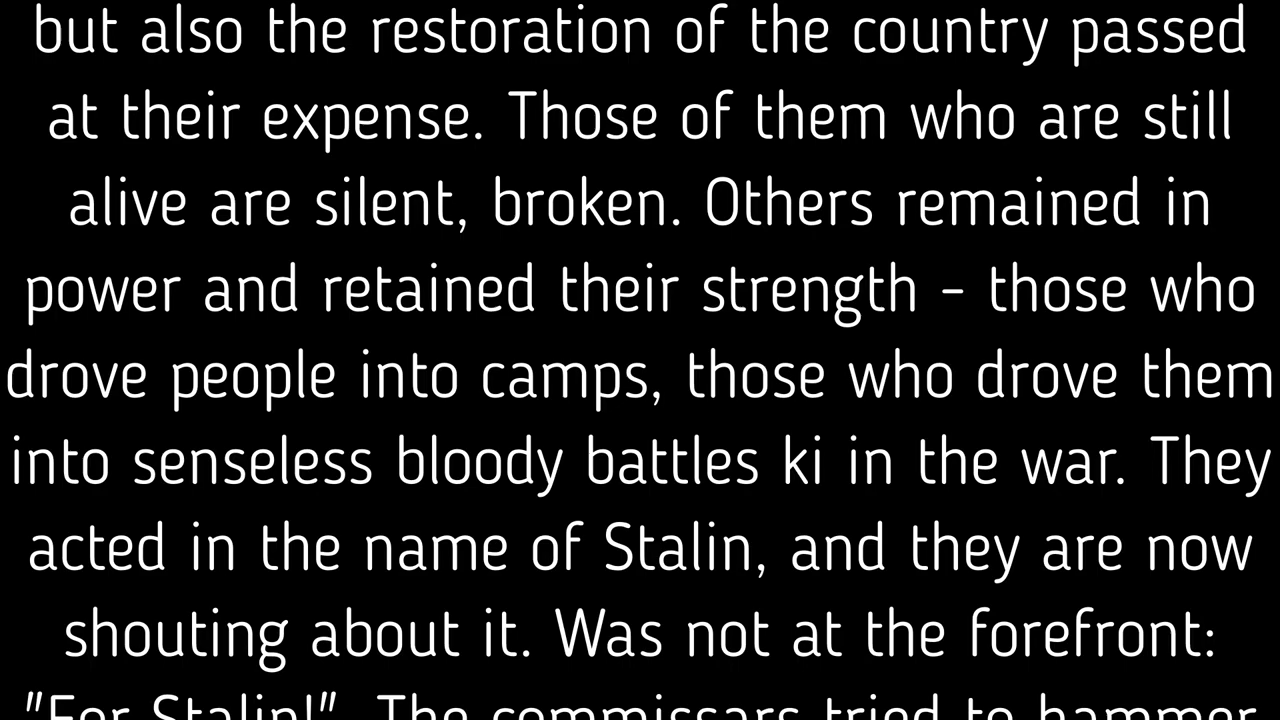 but also the restoration of the country passed
at their expense. Those of them who are still
alive are silent, broken. Others remained in
power and retained their strength - those who
drove people into camps, those who drove them
into senseless bloody battles ki in the war. They
acted in the name of Stalin, and they are now
shouting about it. Was not at the forefront:
"For Stalin!". The commissars tried to hammer